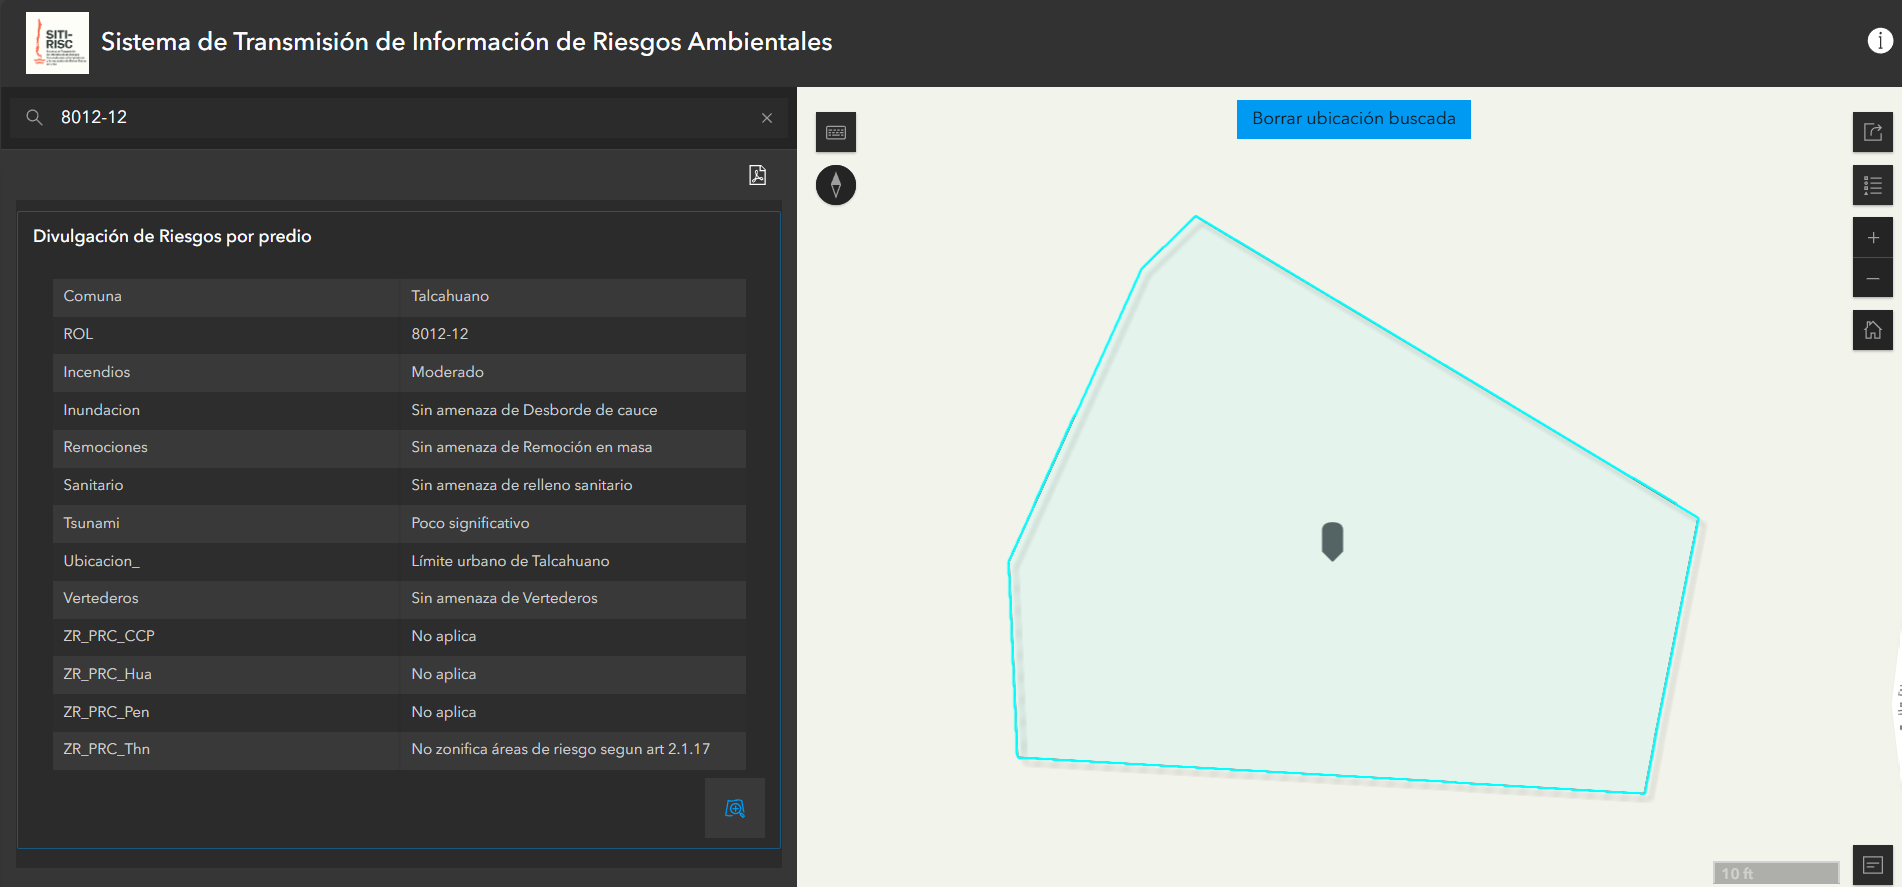 SITI-
RISC
Sistema de Transmisión de Información de Riesgos Ambientales
8012-12
Borrar ubicación buscada
Divulgación de Riesgos por predio
Comuna Talcahuano
ROL 8012-12
Incendios Moderado
Inundacion Sin amenaza de Desborde de cauce
Remociones Sin amenaza de Remoción en masa
Sanitario Sin amenaza de relleno sanitario
Tsunami Poco significativo
Ubicacion_ Límite urbano de Talcahuano
Vertederos Sin amenaza de Vertederos
ZR_PRC_CCP No aplica
ZR_PRC_Hua No aplica
ZR_PRC_Pen No aplica
ZR_PRC_Thn No zonifica áreas de riesgo segun art 2.1.17
10 ft